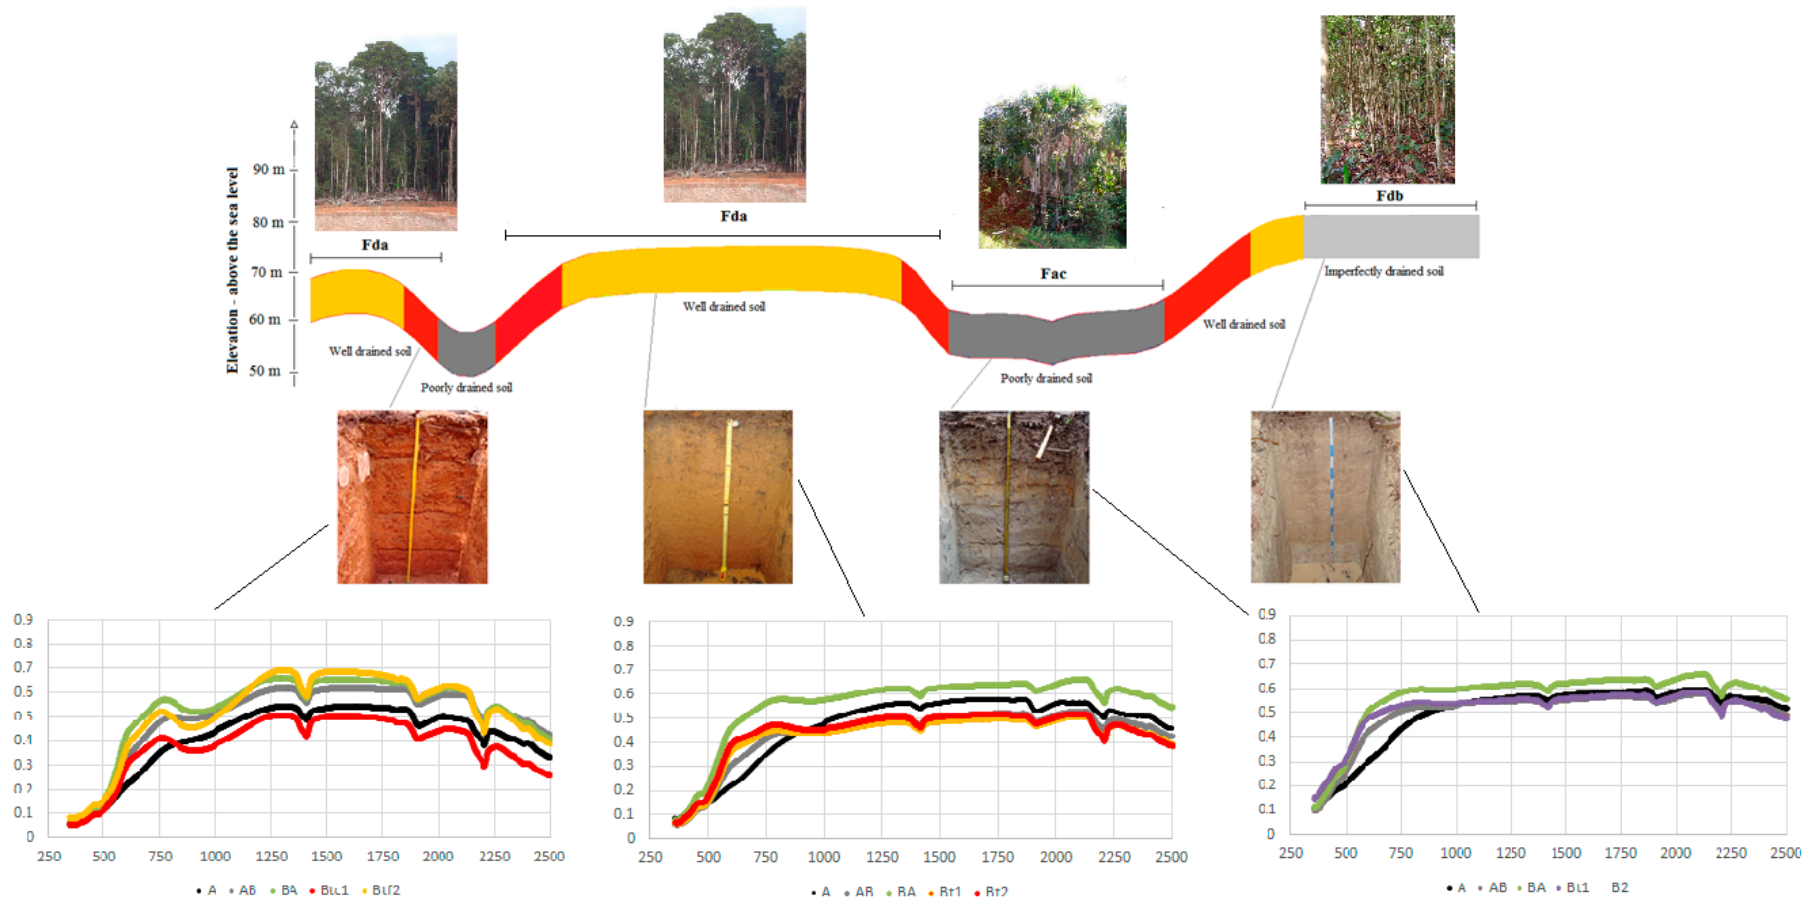 Elevation - above the sea level
90 m
80 m
70 m
60 m
50 m
Fda
Fda
Fac
Fdb
Well drained soil
Poorly drained soil
Well drained soil
Poorly drained soil
Well drained soil
Imperfectly drained soil
0.9
0.8
0.7
0.6
0.5
0.4
0.3
0.2
0.1
0
250 500 750 1000 1250 1500 1750 2000 2250 2500
A AB BA
0.9
0.8
0.7
0.6
0.5
0.4
0.3
0.2
0.1
0
250 500 750 1000 1250 1500 1750 2000 2250 2500
A AB BA Bt1 Bt2
0.9
0.8
0.7
0.6
0.5
0.4
0.3
0.2
0.1
0
250 500 750 1000 1250 1500 1750 2000 2250 2500
A AB BA Bt1 B2